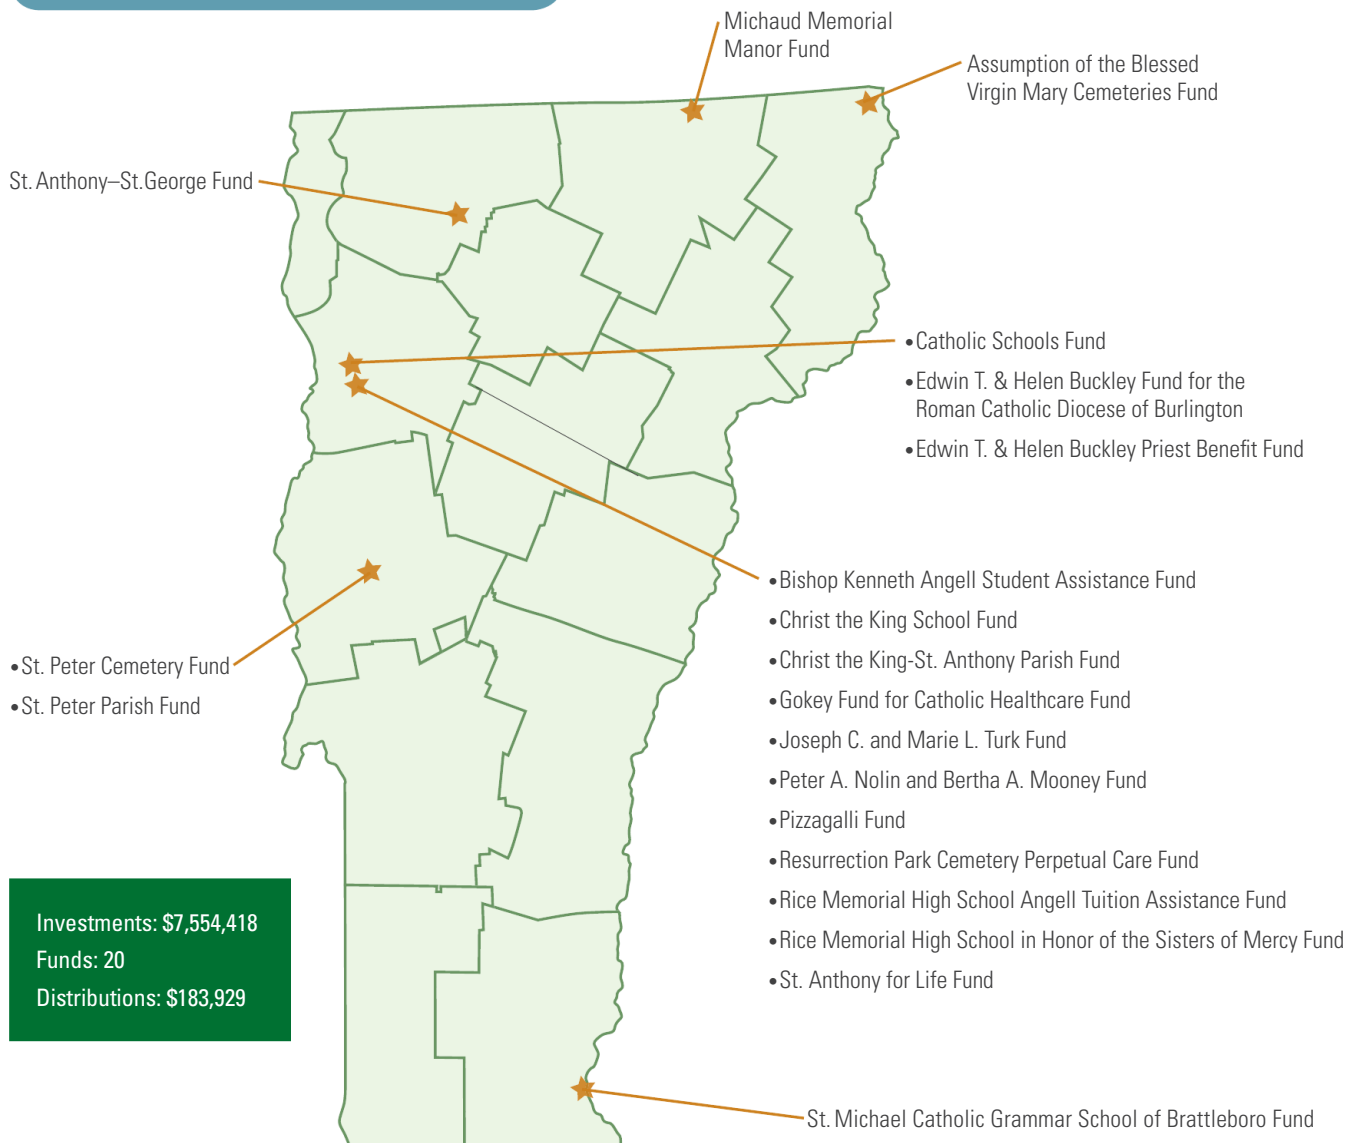 Michaud Memorial
Manor Fund
Assumption of the Blessed
Virgin Mary Cemeteries Fund
St. Anthony–St.George Fund
•Catholic Schools Fund
•Edwin T. & Helen Buckley Fund for the
Roman Catholic Diocese of Burlington
•Edwin T. & Helen Buckley Priest Benefit Fund
•Bishop Kenneth Angell Student Assistance Fund
•Christ the King School Fund
•Christ the King-St. Anthony Parish Fund
•Gokey Fund for Catholic Healthcare Fund
•Joseph C. and Marie L. Turk Fund
•Peter A. Nolin and Bertha A. Mooney Fund
•Pizzagalli Fund
•Resurrection Park Cemetery Perpetual Care Fund
•Rice Memorial High School Angell Tuition Assistance Fund
•Rice Memorial High School in Honor of the Sisters of Mercy Fund
•St. Anthony for Life Fund
•St. Peter Cemetery Fund
•St. Peter Parish Fund
Investments: $7,554,418
Funds: 20
Distributions: $183,929
St. Michael Catholic Grammar School of Brattleboro Fund